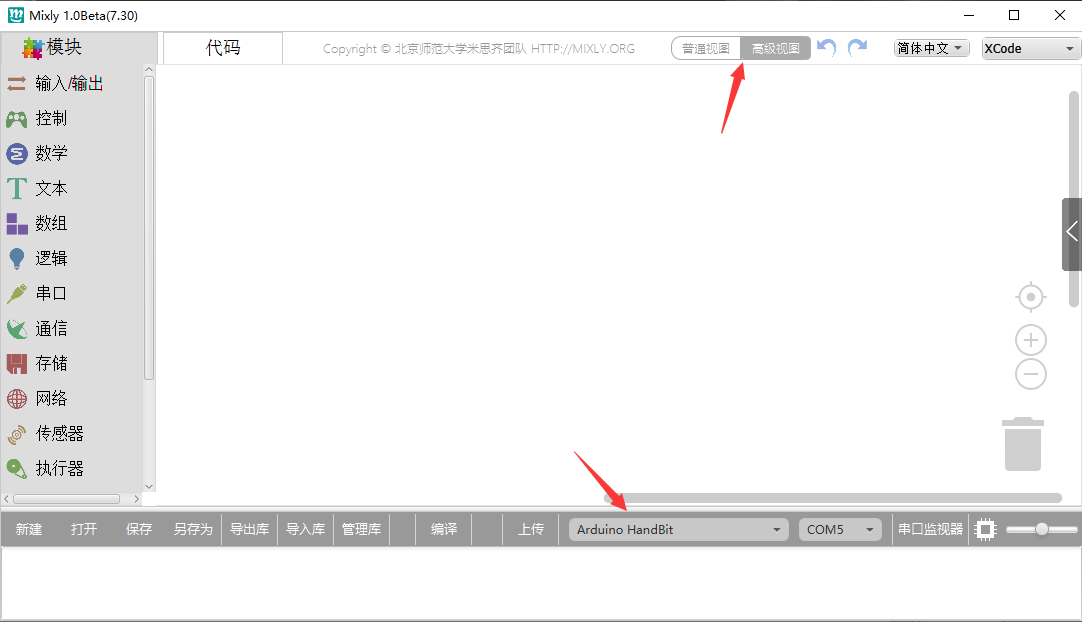 Mixly 1.0Beta(7.30)
模块
代码
Copyright © 北京师范大学米思齐团队 HTTP://MIXLY.ORG
普通视图
高级视图
简体中文
XCode
输入/输出
控制
数学
文本
数组
逻辑
串口
通信
存储
网络
传感器
执行器
新建
打开
保存
另存为
导出库
导入库
管理库
编译
上传
Arduino HandBit
COM5
串口监视器